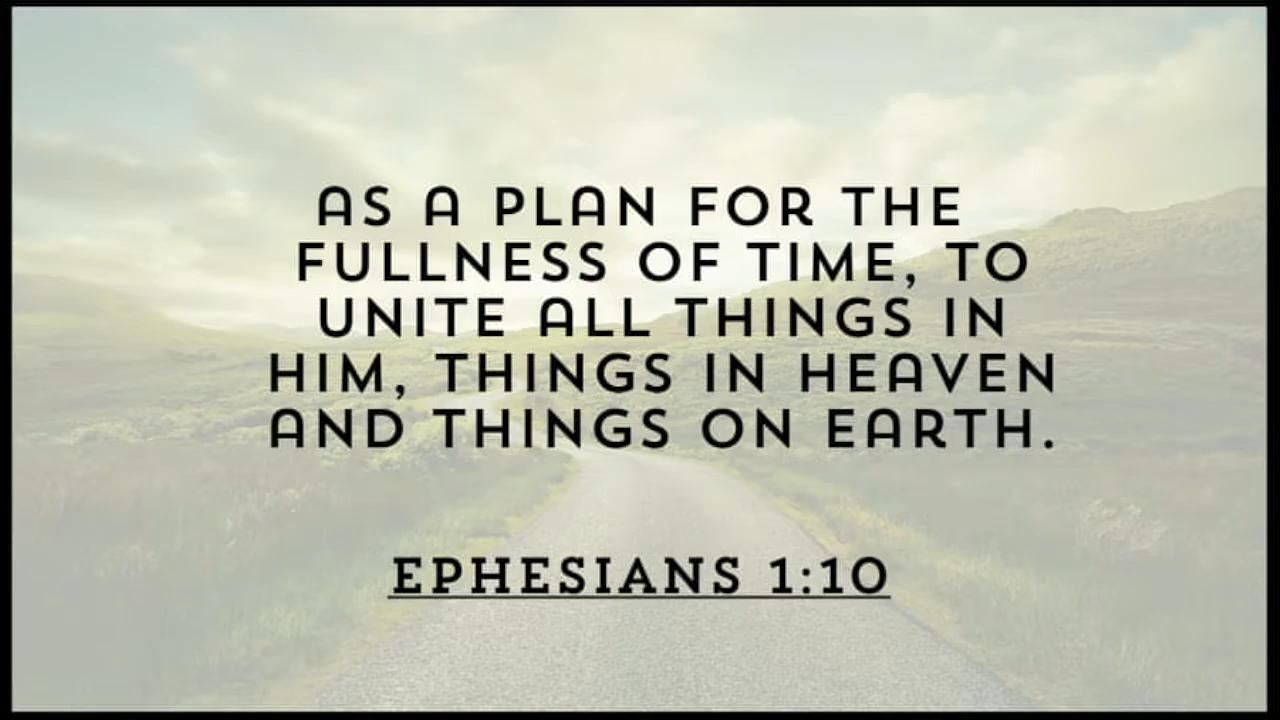 AS A PLAN FOR THE
FULLNESS OF TIME, TO
UNITE ALL THINGS IN
HIM, THINGS IN HEAVEN
AND THINGS ON EARTH.
EPHESIANS 1:10